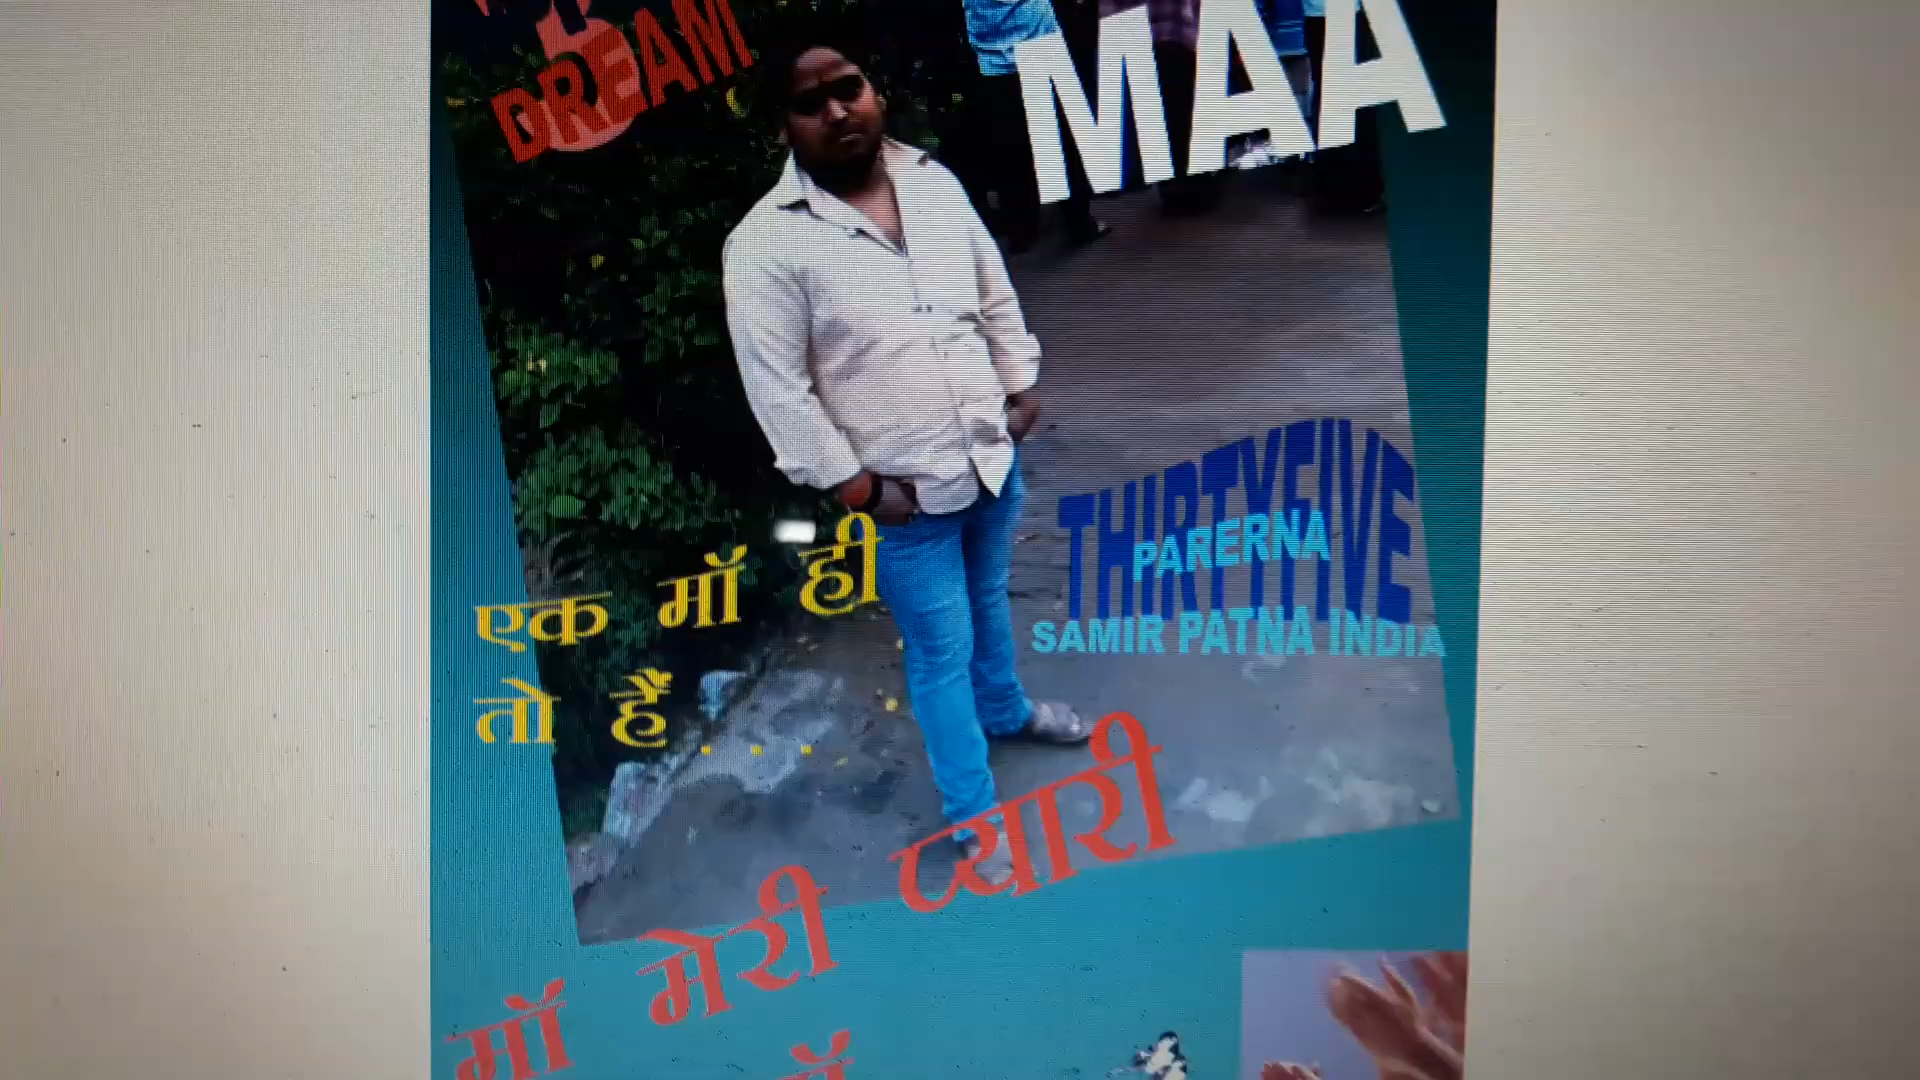 DREAM
MAA
THIRTYFIVE
PARERNA
SAMIR PATNA INDIA
एक मॉ ही
तो हैं...
मॉ मेरी प्यारी